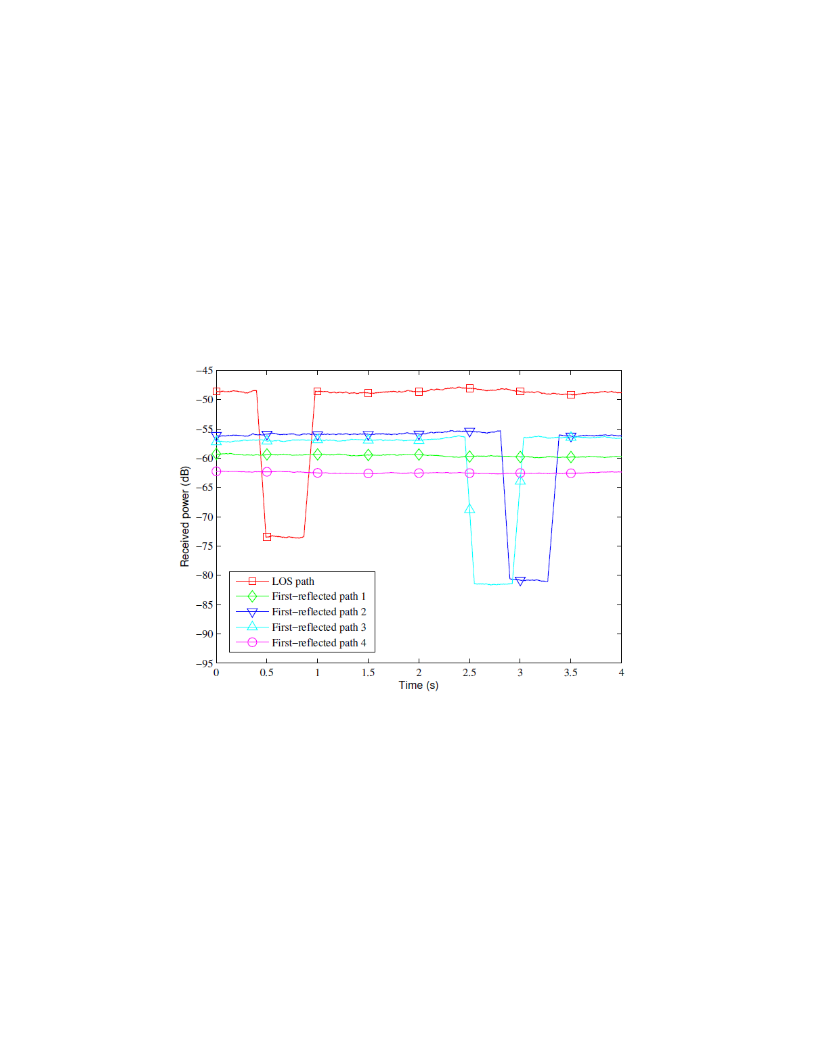 Received power (dB)
−45
−50
−55
−60
−65
−70
−75
−80
−85
−90
−95
LOS path
First−reflected path 1
First−reflected path 2
First−reflected path 3
First−reflected path 4
0 0.5 1 1.5 2 2.5 3 3.5 4
Time (s)